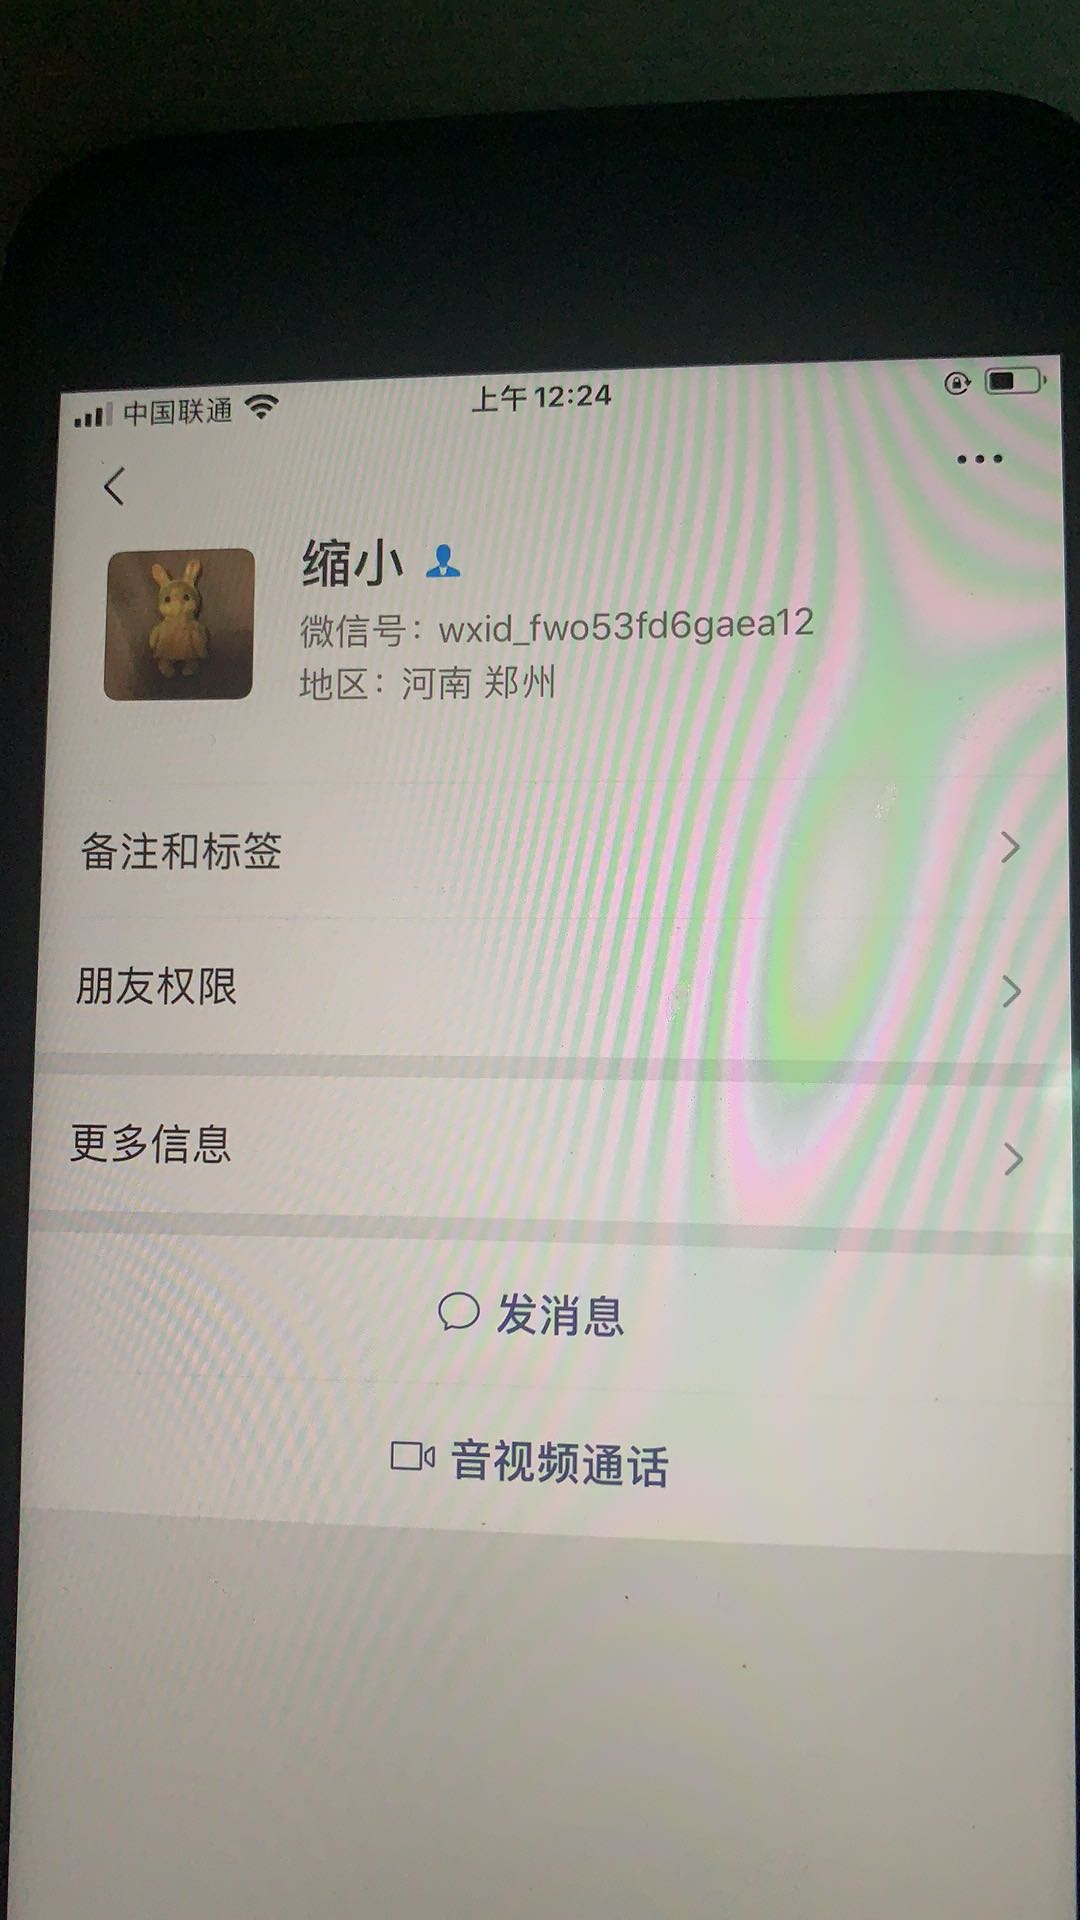 中国联通
上午12:24
缩小
微信号：wxid_fwo53fd6gaea12
地区：河南 郑州
备注和标签
朋友权限
更多信息
发消息
音视频通话